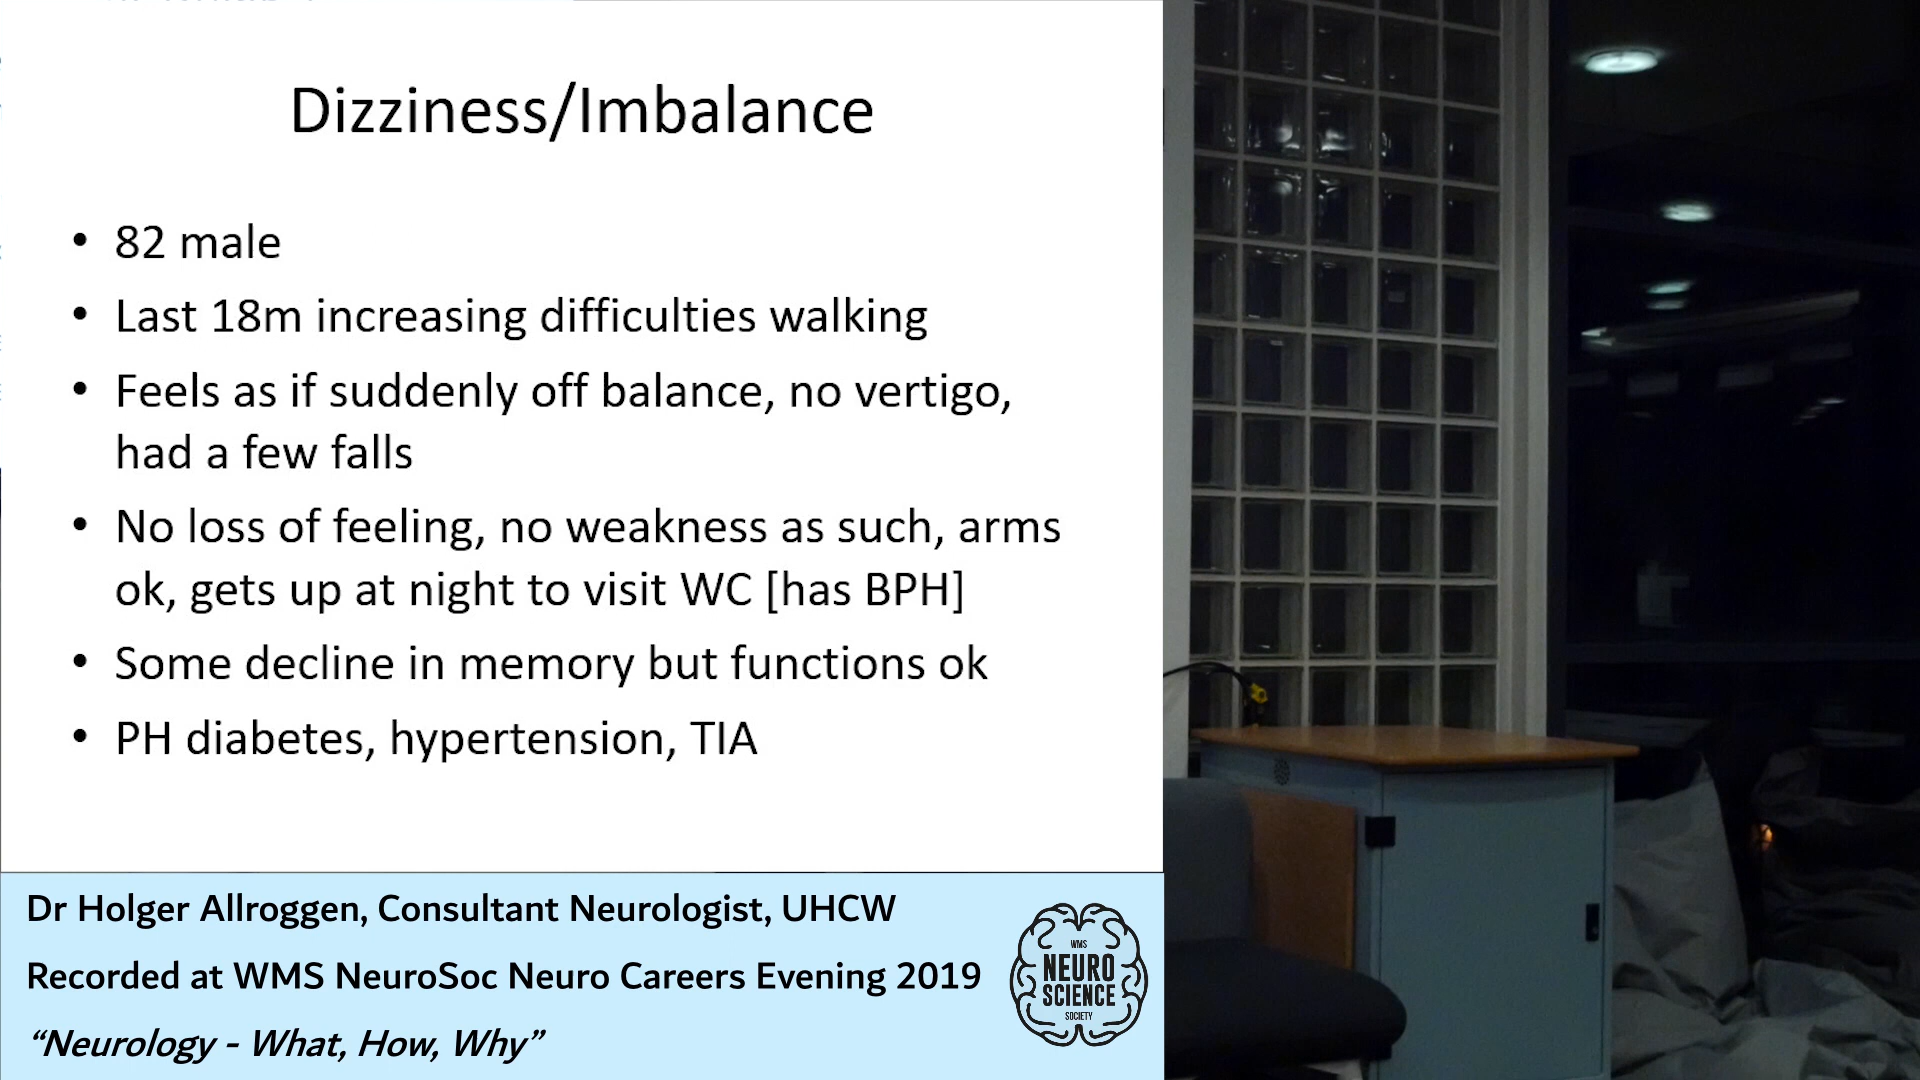 Dizziness/Imbalance
• 82 male
• Last 18m increasing difficulties walking
• Feels as if suddenly off balance, no vertigo,
had a few falls
• No loss of feeling, no weakness as such, arms
ok, gets up at night to visit WC [has BPH]
• Some decline in memory but functions ok
• PH diabetes, hypertension, TIA
Dr Holger Allroggen, Consultant Neurologist, UHCW
Recorded at WMS NeuroSoc Neuro Careers Evening 2019
“Neurology - What, How, Why”
WMS
NEURO
SCIENCE
SOCIETY